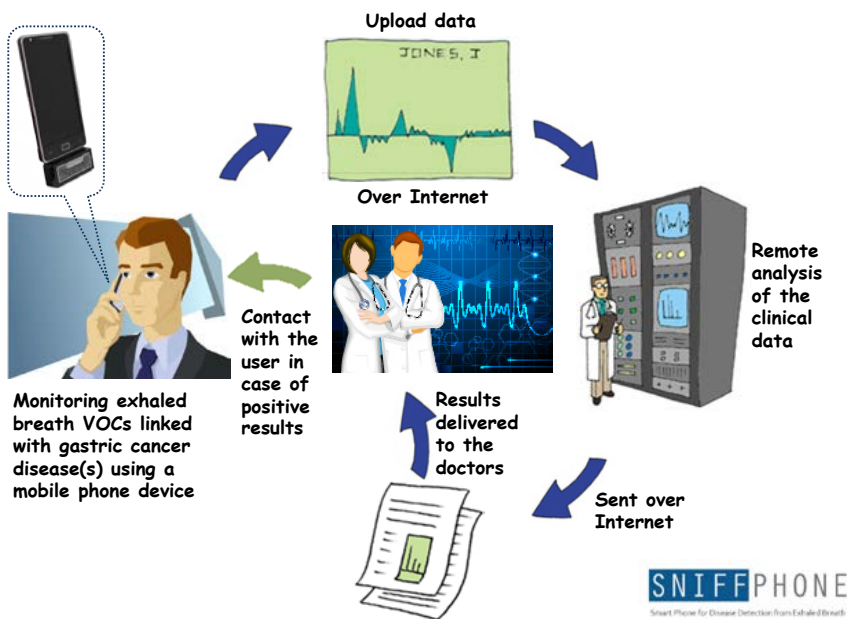 Upload data
JONES, I
Over Internet
Remote
analysis
of the
clinical
data
Contact
with the
user in
case of
positive
results
Monitoring exhaled
breath VOCs linked
with gastric cancer
disease(s) using a
mobile phone device
Results
delivered
to the
doctors
Sent over
Internet
SNIFFPHONE
Smart Phone for Disease Detection from Exhaled Breath